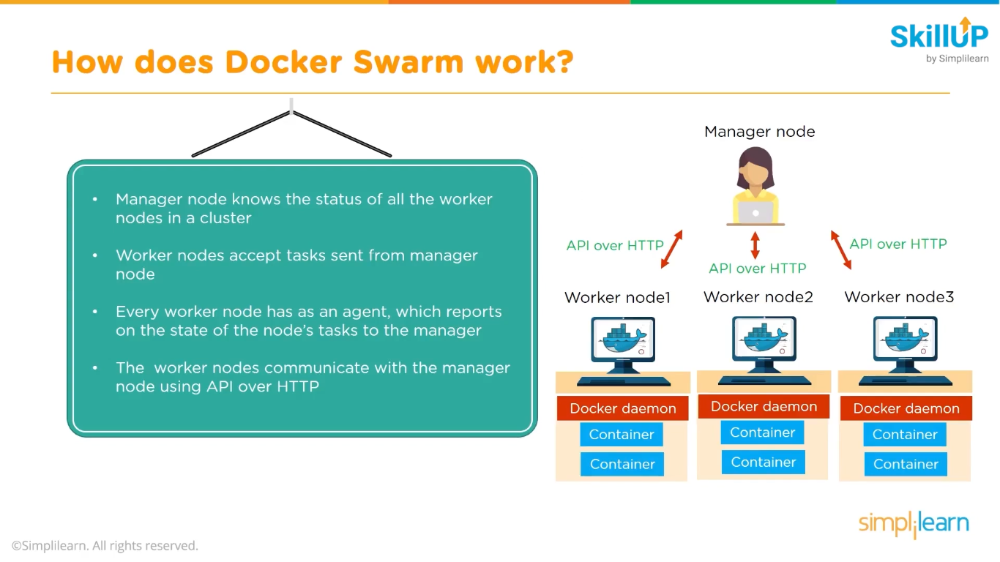 SkillUP
by Simplilearn
How does Docker Swarm work?
• Manager node knows the status of all the worker
nodes in a cluster
• Worker nodes accept tasks sent from manager
node
• Every worker node has as an agent, which reports
on the state of the node's tasks to the manager
• The worker nodes communicate with the manager
node using API over HTTP
Manager node
API over HTTP
API over HTTP
API over HTTP
Worker node1
Worker node2
Worker node3
Docker daemon
Docker daemon
Docker daemon
Container
Container
Container
Container
Container
Container
simplilearn
©Simplilearn. All rights reserved.